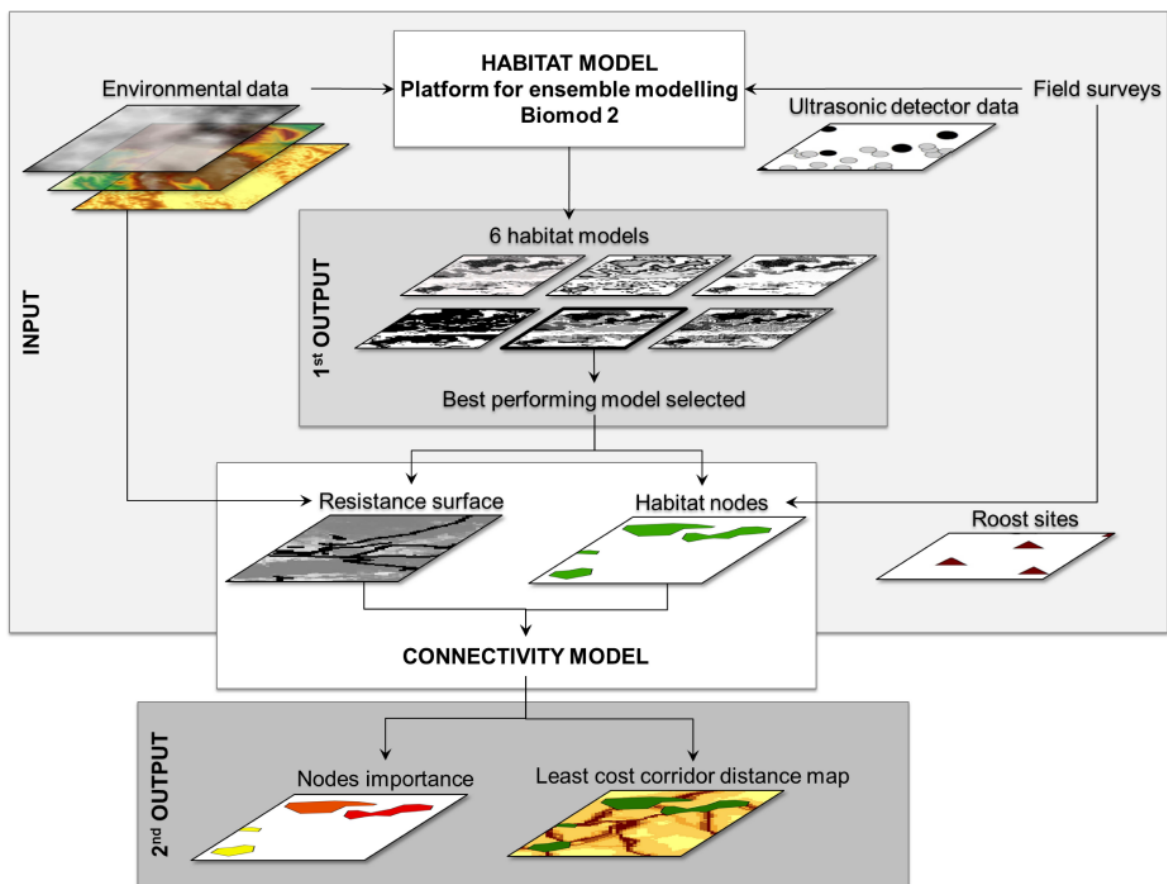 HABITAT MODEL
Platform for ensemble modelling
Biomod 2
Environmental data
Field surveys
Ultrasonic detector data
INPUT
1st OUTPUT
6 habitat models
Best performing model selected
Resistance surface
Habitat nodes
Roost sites
CONNECTIVITY MODEL
2nd OUTPUT
Nodes importance
Least cost corridor distance map